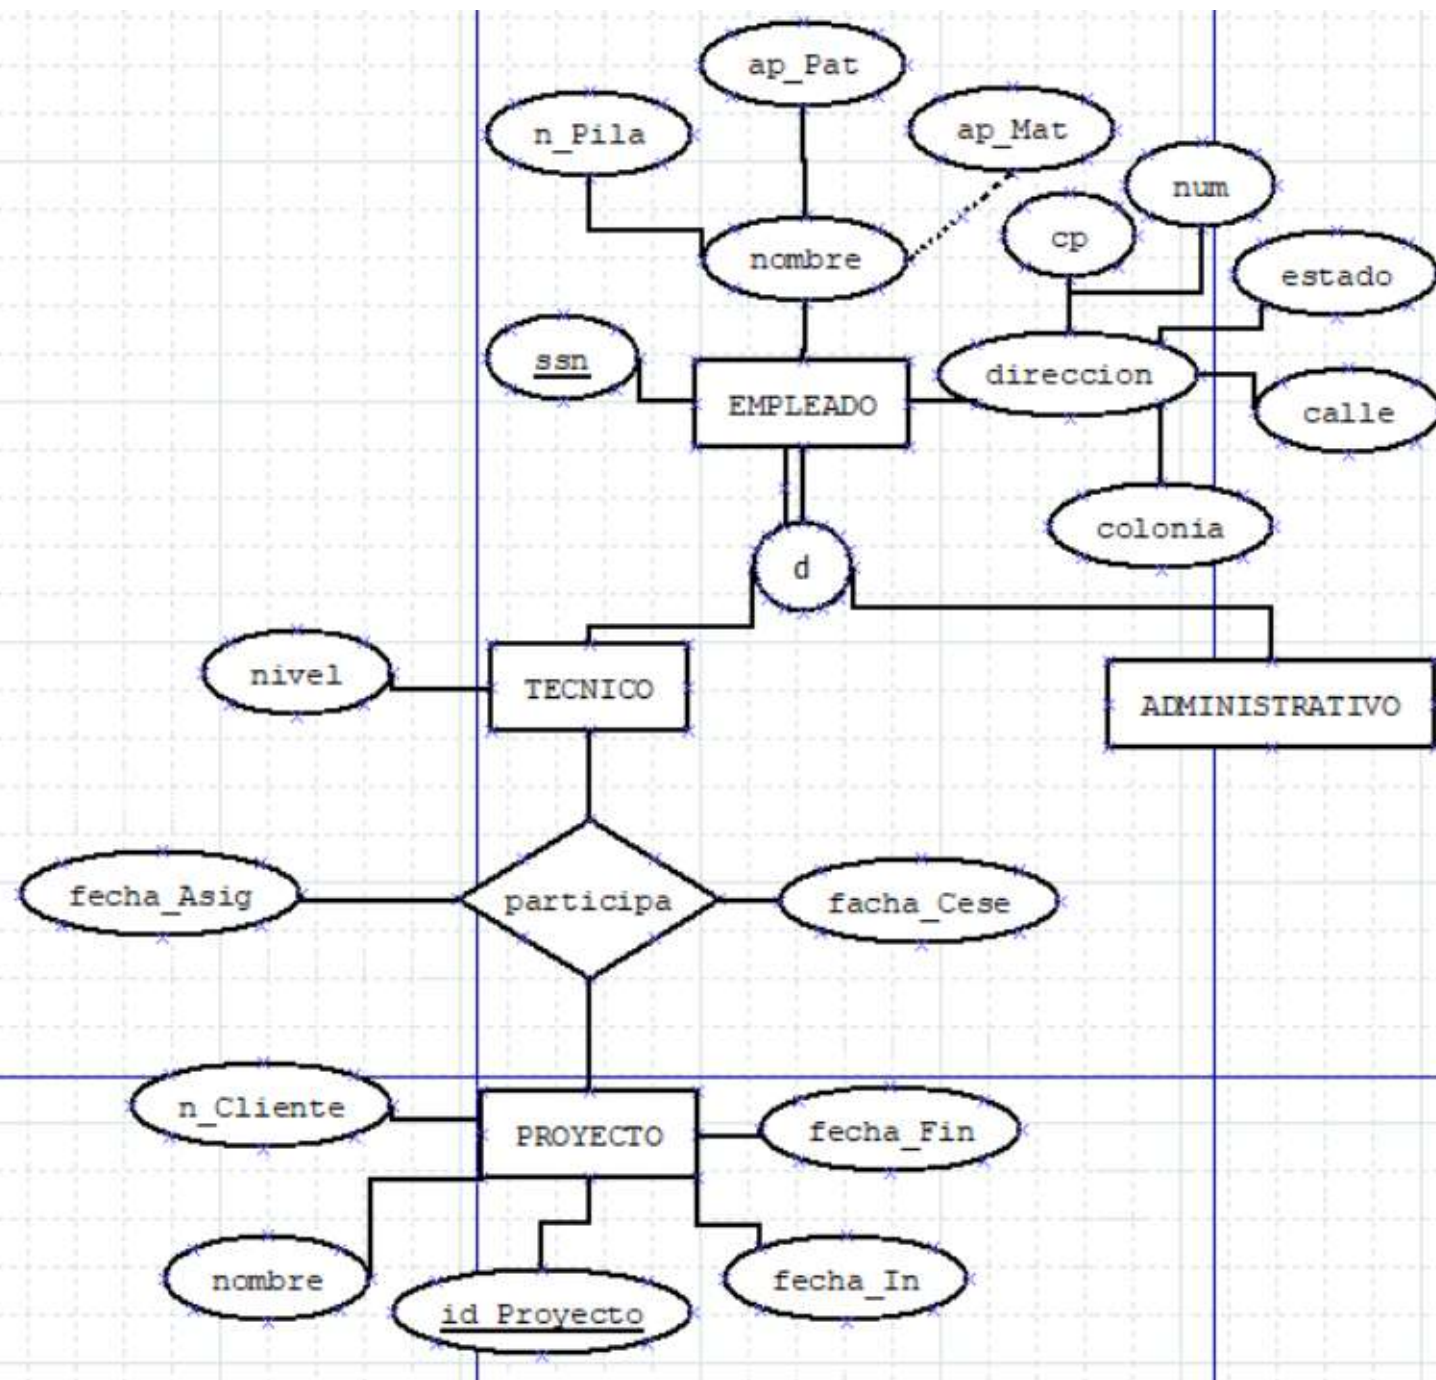 ap_Pat
n_Pila
ap_Mat
num
cp
nombre
estado
ssn
direccion
EMPLEADO
calle
colonia
d
nivel
TECNICO
ADMINISTRATIVO
fecha_Asig
participa
facha_Cese
n_Cliente
PROYECTO
fecha_Fin
nombre
fecha_In
id_Proyecto